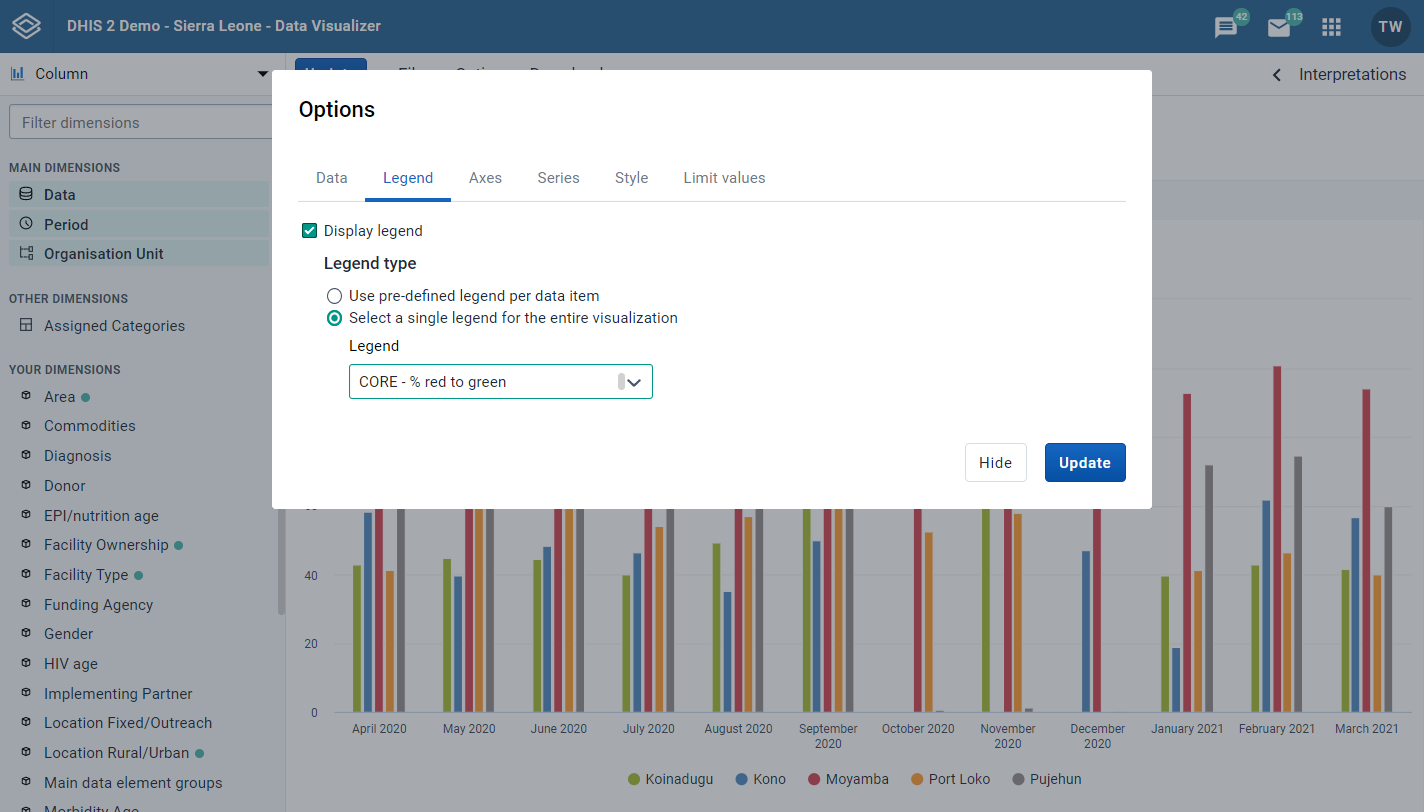 DHIS 2 Demo - Sierra Leone - Data Visualizer
42
113
TW
Column
Interpretations
Filter dimensions
MAIN DIMENSIONS
Data
Period
Organisation Unit
OTHER DIMENSIONS
Assigned Categories
YOUR DIMENSIONS
Area
Commodities
Diagnosis
Donor
EPI/nutrition age
Facility Ownership
Facility Type
Funding Agency
Gender
HIV age
Implementing Partner
Location Fixed/Outreach
Location Rural/Urban
Main data element groups
Morbidity Age
Options
Data Legend Axes Series Style Limit values
Display legend
Legend type
Use pre-defined legend per data item
Select a single legend for the entire visualization
Legend
CORE - % red to green
Hide Update
40
20
0
April 2020 May 2020 June 2020 July 2020 August 2020 September October 2020 November December January 2021 February 2021 March 2021
2020 2020 2020
Koinadugu Kono Moyamba Port Loko Pujehun